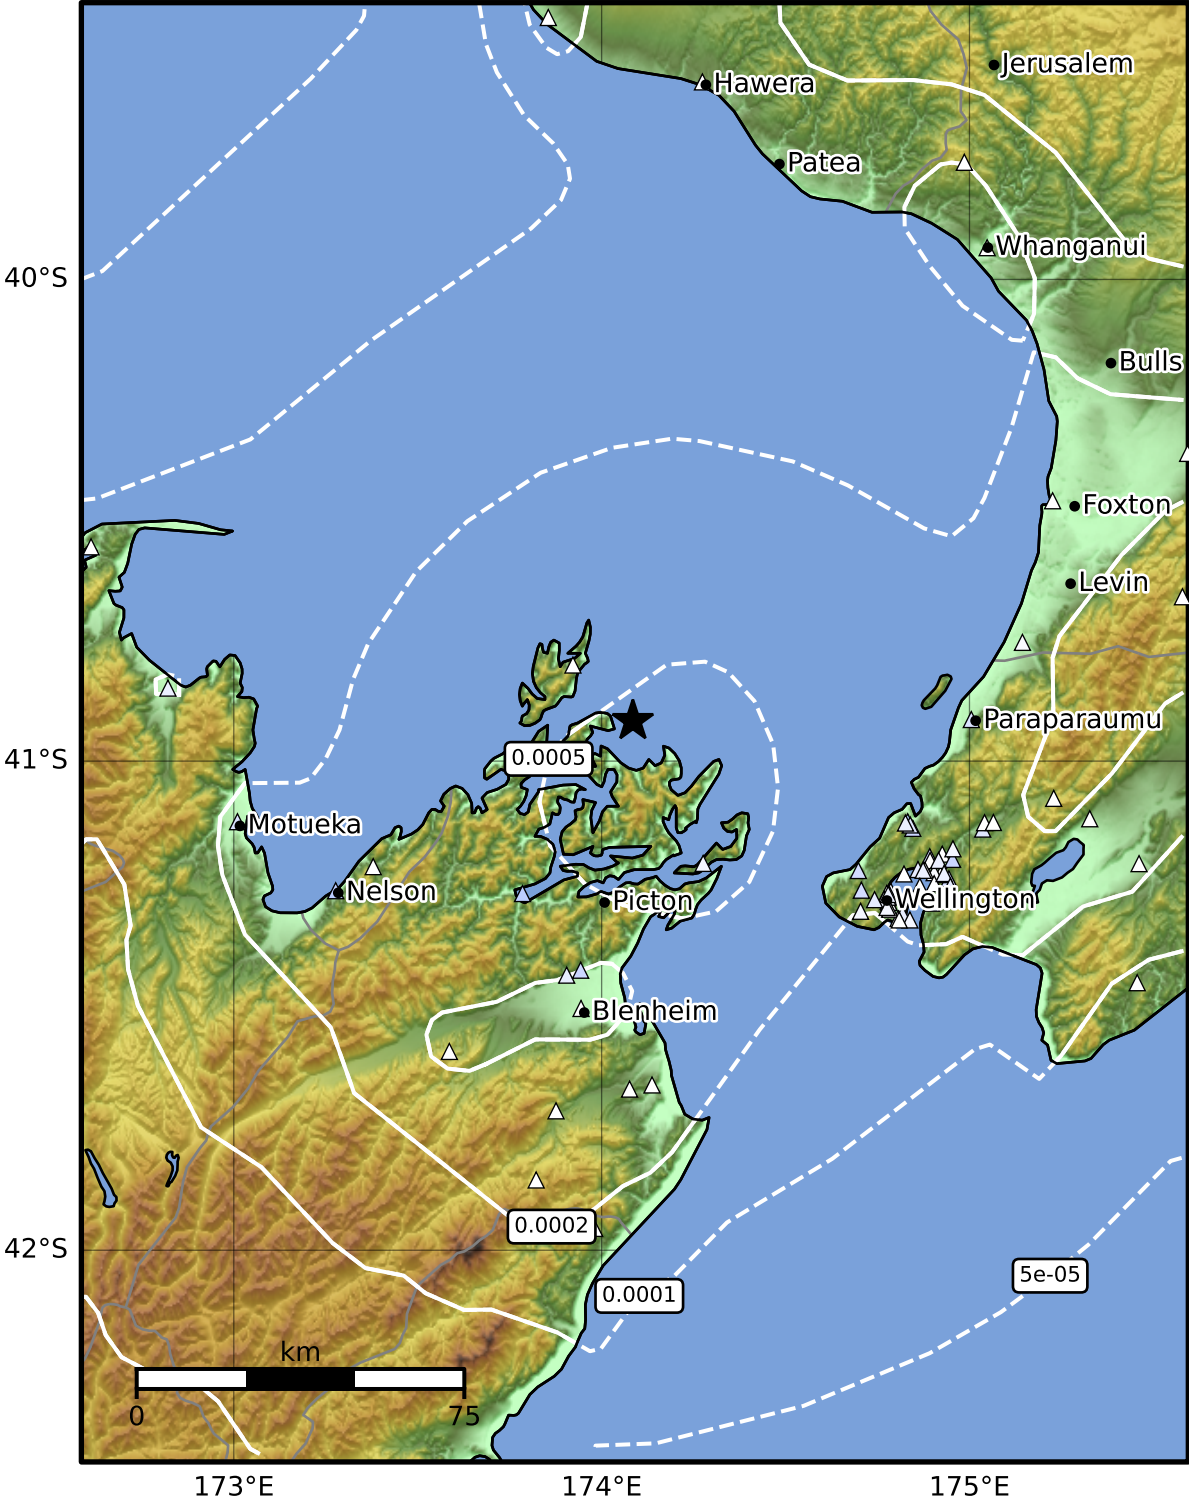 Jerusalem
Hawera
Patea
Whanganui
40°S
Bulls
Foxton
Levin
Paraparaumu
41°S
0.0005
Motueka
Nelson
Picton
Wellington
Blenheim
0.0002
42°S
5e-05
0.0001
km
0
75
173°E
174°E
175°E